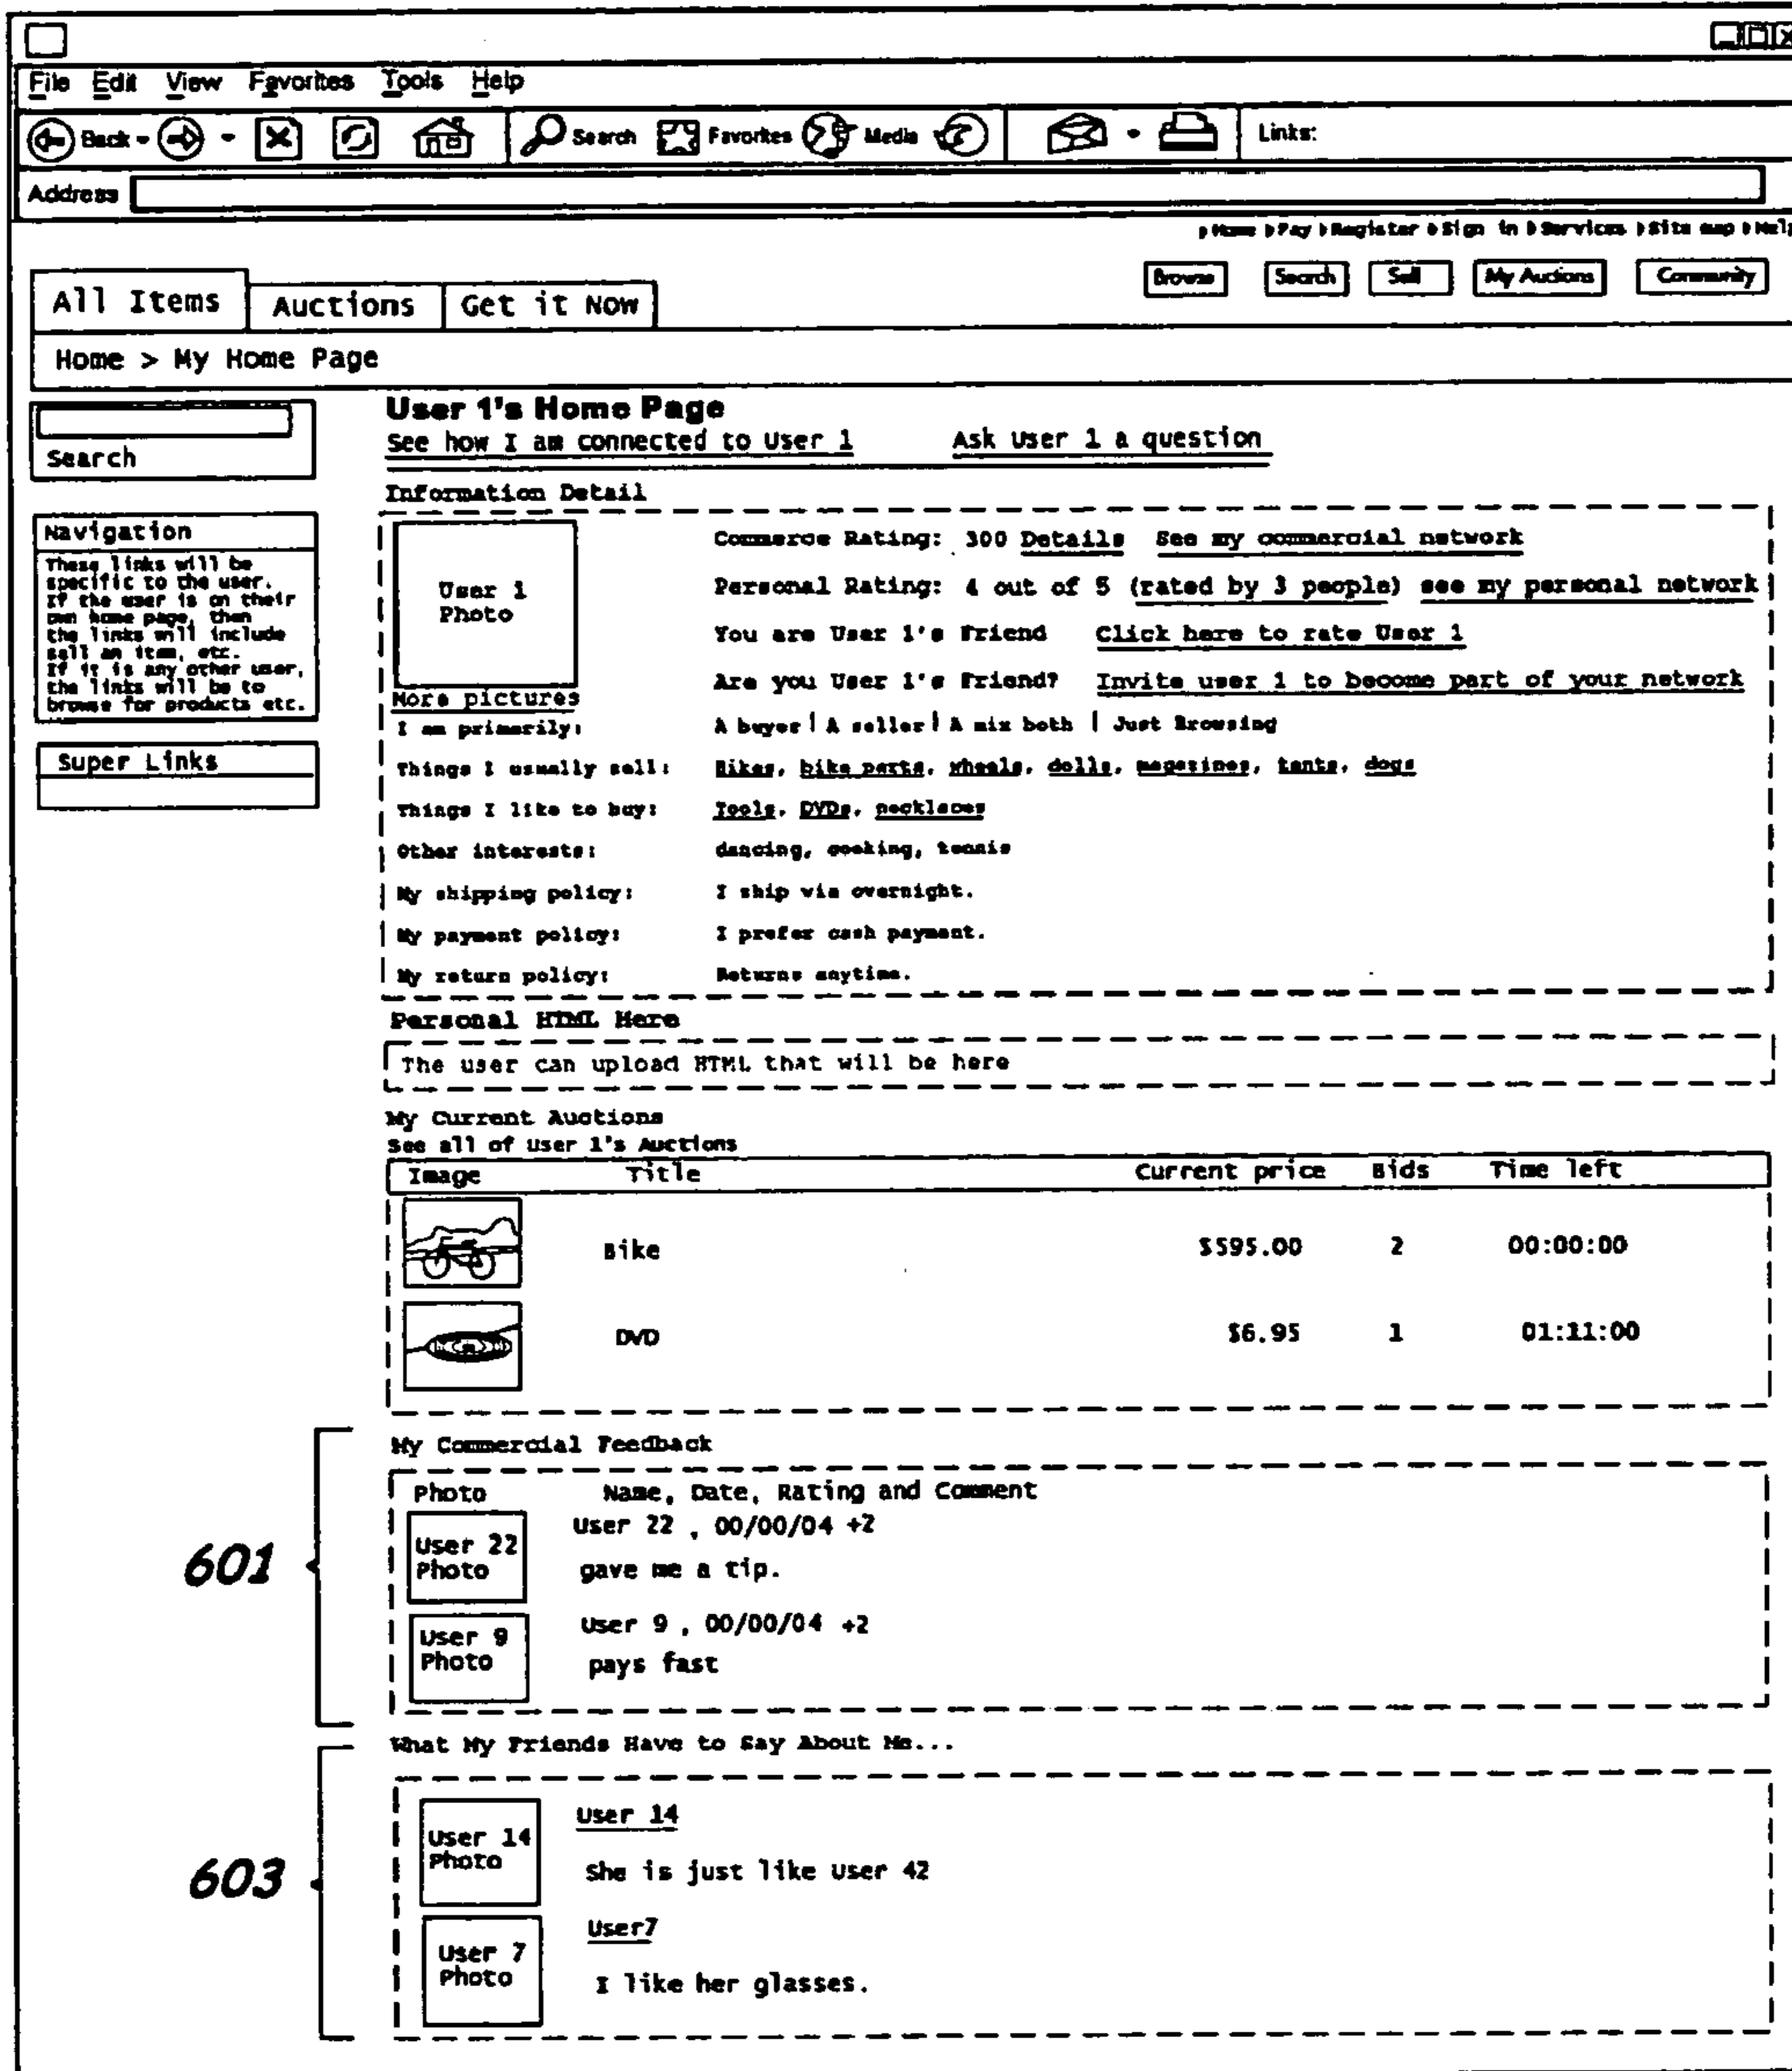 File Edit View Favorites Tools Help
Back Search Favorites Media Links:
Address
Home Pay Register Sign in Services Site map Help
Browse Search Sell My Auctions Community
All Items Auctions Get it Now
Home > My Home Page
Search
Navigation
These links will be
specific to the user.
If the user is on their
own home page, then
the links will include
sell an item, etc.
If it is any other user,
the links will be to
browse for products etc.
Super Links
User 1's Home Page
See how I am connected to User 1 Ask User 1 a question
Information Detail
User 1
Photo
More pictures
Commerce Rating: 300 Details See my commercial network
Personal Rating: 4 out of 5 (rated by 3 people) see my personal network
You are User 1's Friend Click here to rate User 1
Are you User 1's Friend? Invite user 1 to become part of your network
I am primarily: A buyer | A seller | A mix both | Just Browsing
Things I usually sell: Bikes, bike parts, wheels, dolls, magazines, tents, dogs
Things I like to buy: Tools, DVDs, necklaces
Other interests: dancing, cooking, tennis
My shipping policy: I ship via overnight.
My payment policy: I prefer cash payment.
My return policy: Returns anytime.
Personal HTML Here
The user can upload HTML that will be here
My Current Auctions
See all of User 1's Auctions
Image Title Current price Bids Time left
Bike $595.00 2 00:00:00
DVD $6.95 1 01:11:00
601
My Commercial Feedback
Photo Name, Date, Rating and Comment
User 22
Photo
User 22 , 00/00/04 +2
gave me a tip.
User 9
Photo
User 9 , 00/00/04 +2
pays fast
603
What My Friends Have to Say About Me...
User 14
Photo
User 14
She is just like User 42
User 7
Photo
User7
I like her glasses.